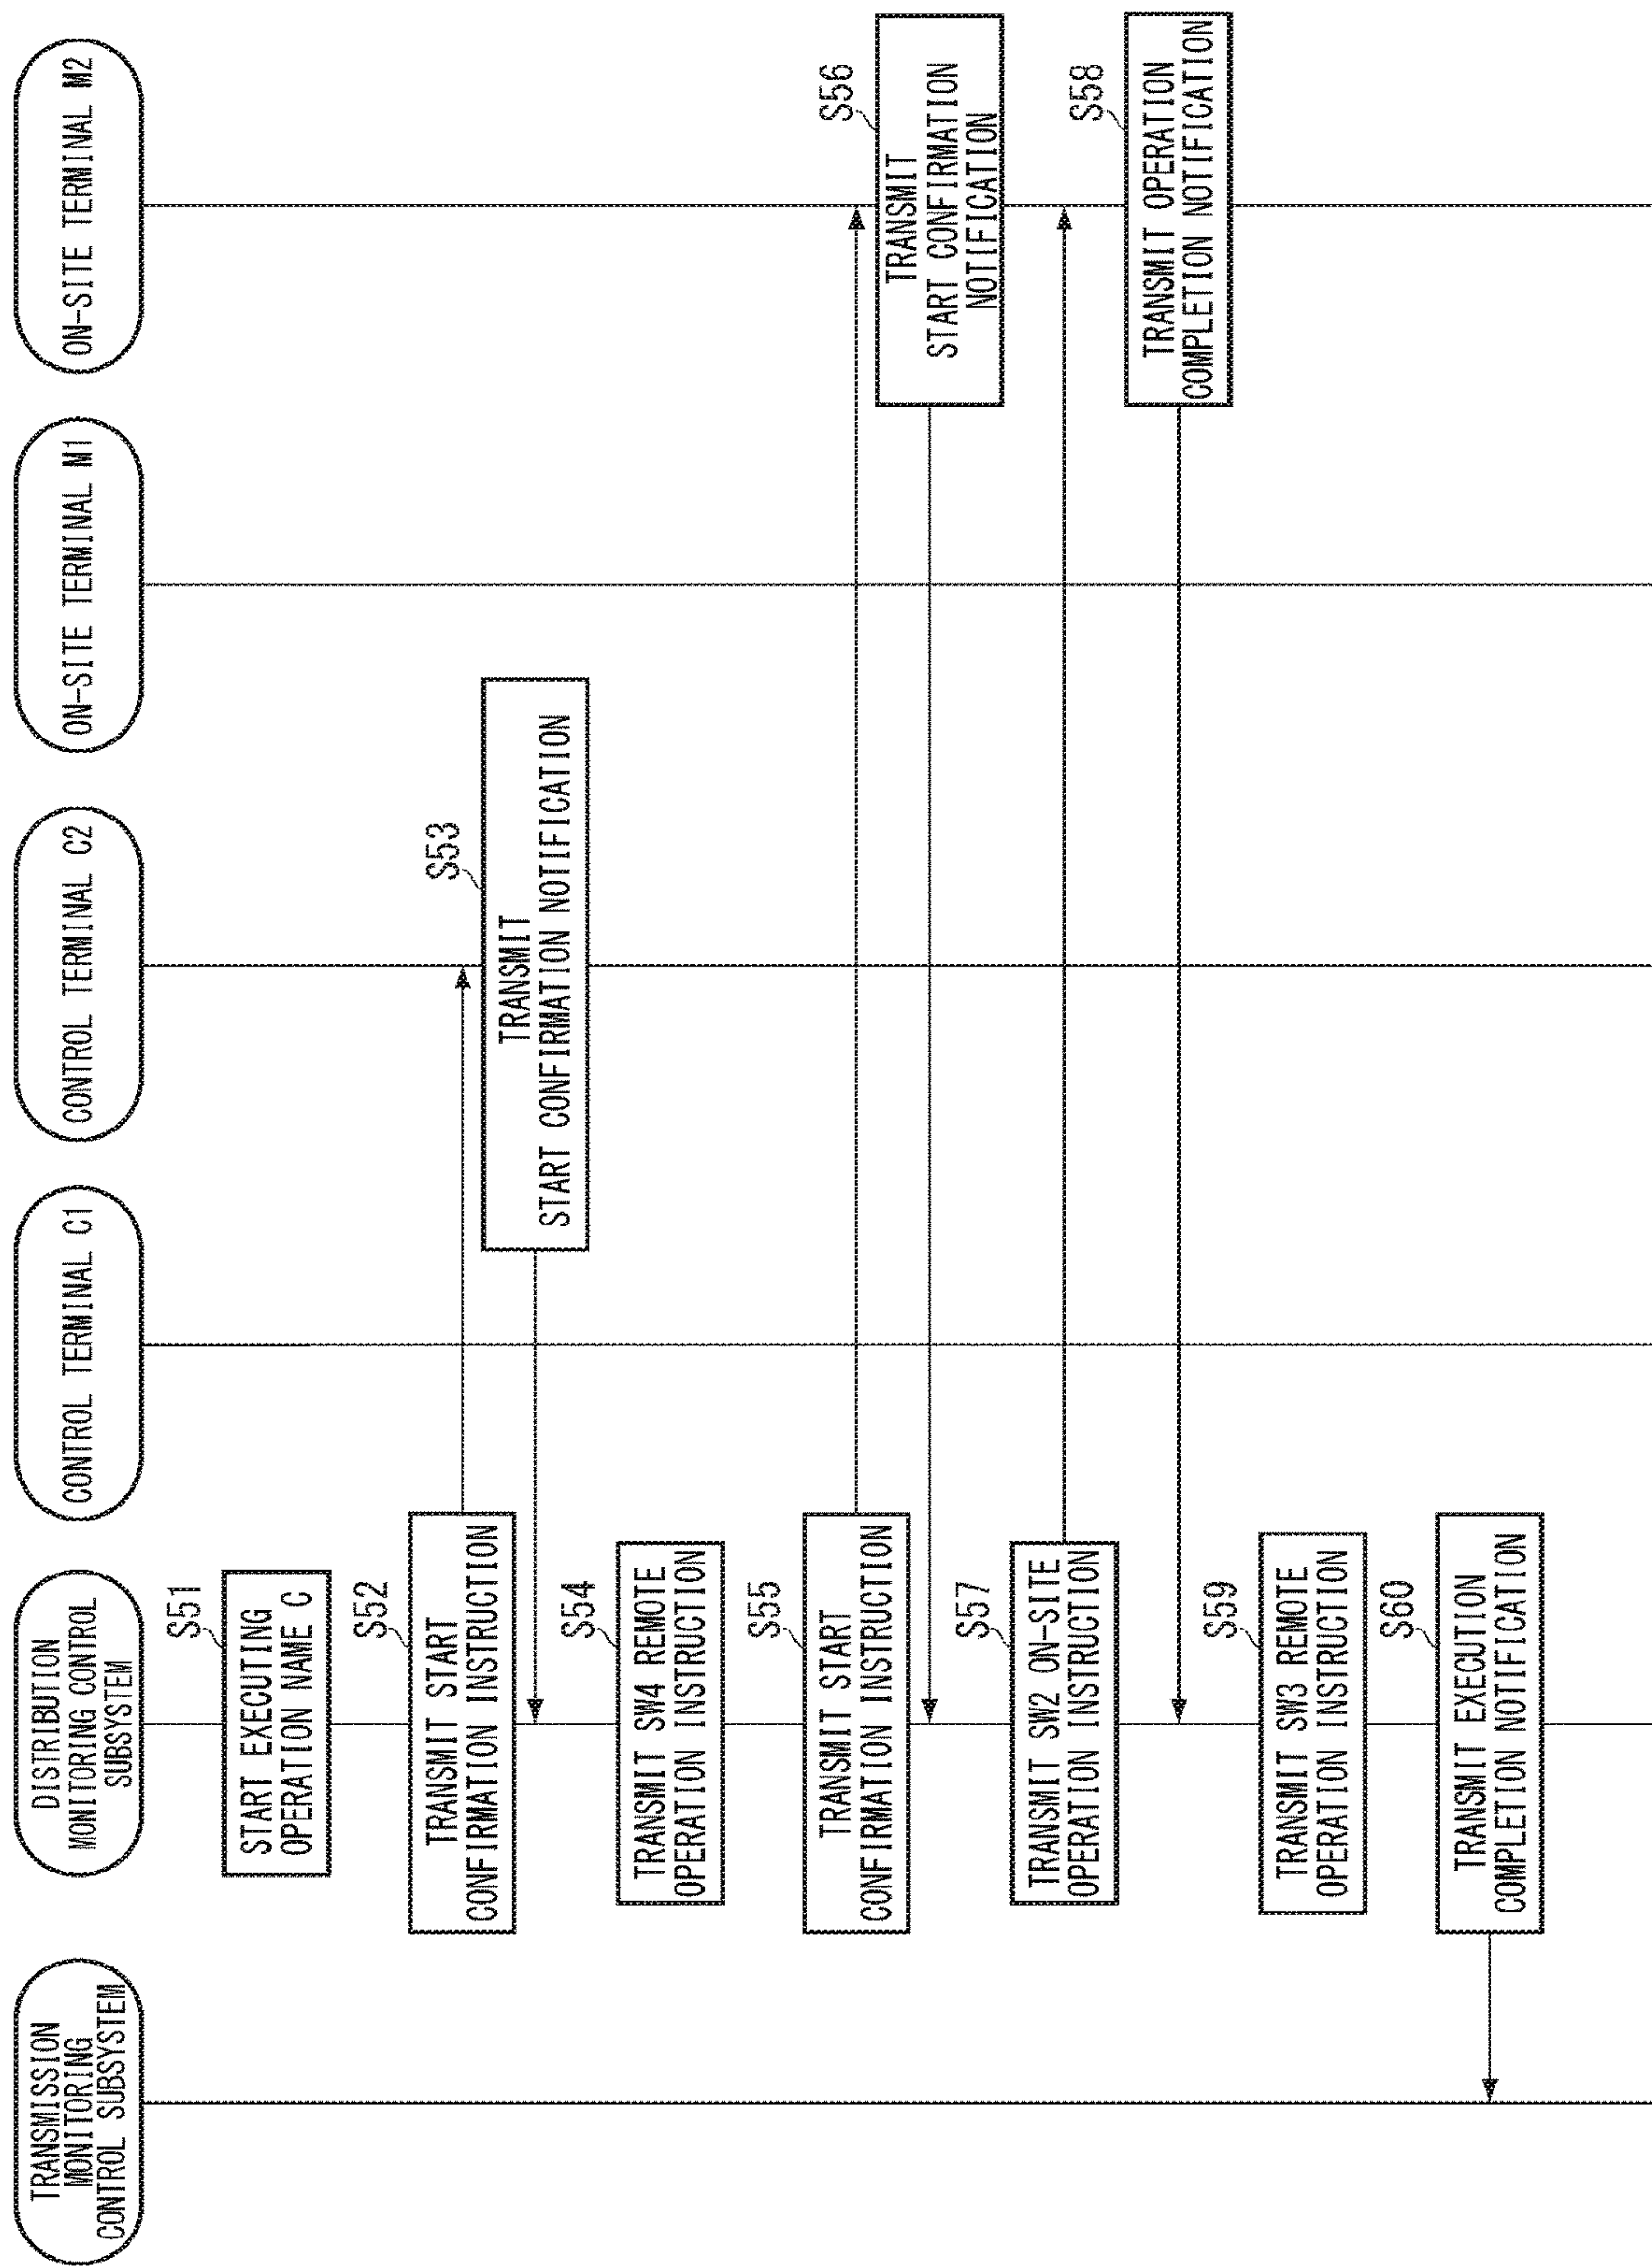 TRANSMISSION
MONITORING
CONTROL SUBSYSTEM
DISTRIBUTION
MONITORING CONTROL
SUBSYSTEM
CONTROL TERMINAL C1
CONTROL TERMINAL C2
ON-SITE TERMINAL M1
ON-SITE TERMINAL M2
S51
START EXECUTING
OPERATION NAME C
S52
TRANSMIT START
CONFIRMATION INSTRUCTION
S53
TRANSMIT
START CONFIRMATION NOTIFICATION
S54
TRANSMIT SW4 REMOTE
OPERATION INSTRUCTION
S55
TRANSMIT START
CONFIRMATION INSTRUCTION
S56
TRANSMIT
START CONFIRMATION
NOTIFICATION
S57
TRANSMIT SW2 ON-SITE
OPERATION INSTRUCTION
S58
TRANSMIT OPERATION
COMPLETION NOTIFICATION
S59
TRANSMIT SW3 REMOTE
OPERATION INSTRUCTION
S60
TRANSMIT EXECUTION
COMPLETION NOTIFICATION